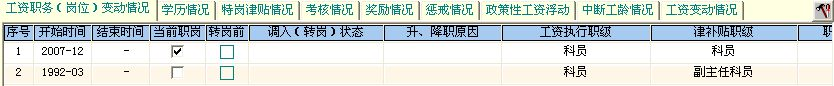 工资职务(岗位)变动情况 学历情况 特岗津贴情况 考核情况 奖励情况 惩戒情况 政策性工资浮动 中断工龄情况 工资变动情况
序号 开始时间 结束时间 当前职岗 转岗前 调入(转岗)状态 升、降职原因 工资执行职级 津补贴职级 职
1 2007-12 - 科员 科员
2 1992-03 - 科员 副主任科员